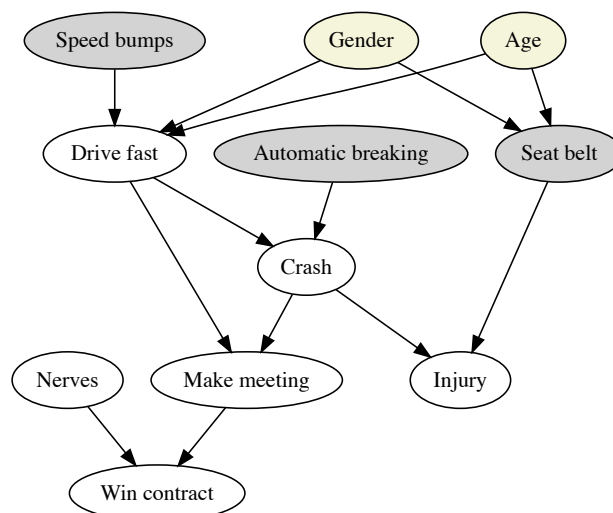 Speed bumps
Gender
Age
Drive fast
Automatic breaking
Seat belt
Crash
Nerves
Make meeting
Injury
Win contract